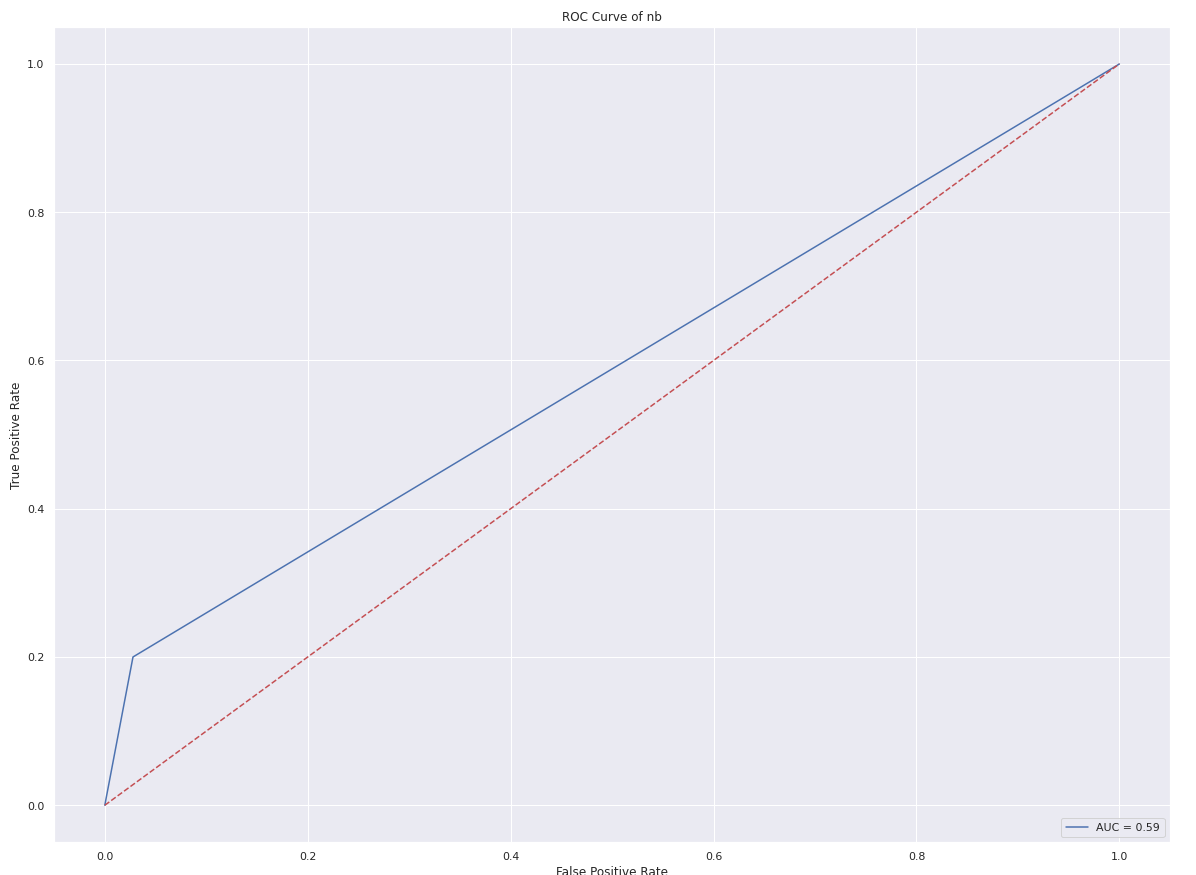 ROC Curve of nb
1.0
0.8
0.6
0.4
0.2
0.0
True Positive Rate
AUC = 0.59
0.0 0.2 0.4 0.6 0.8 1.0
False Positive Rate